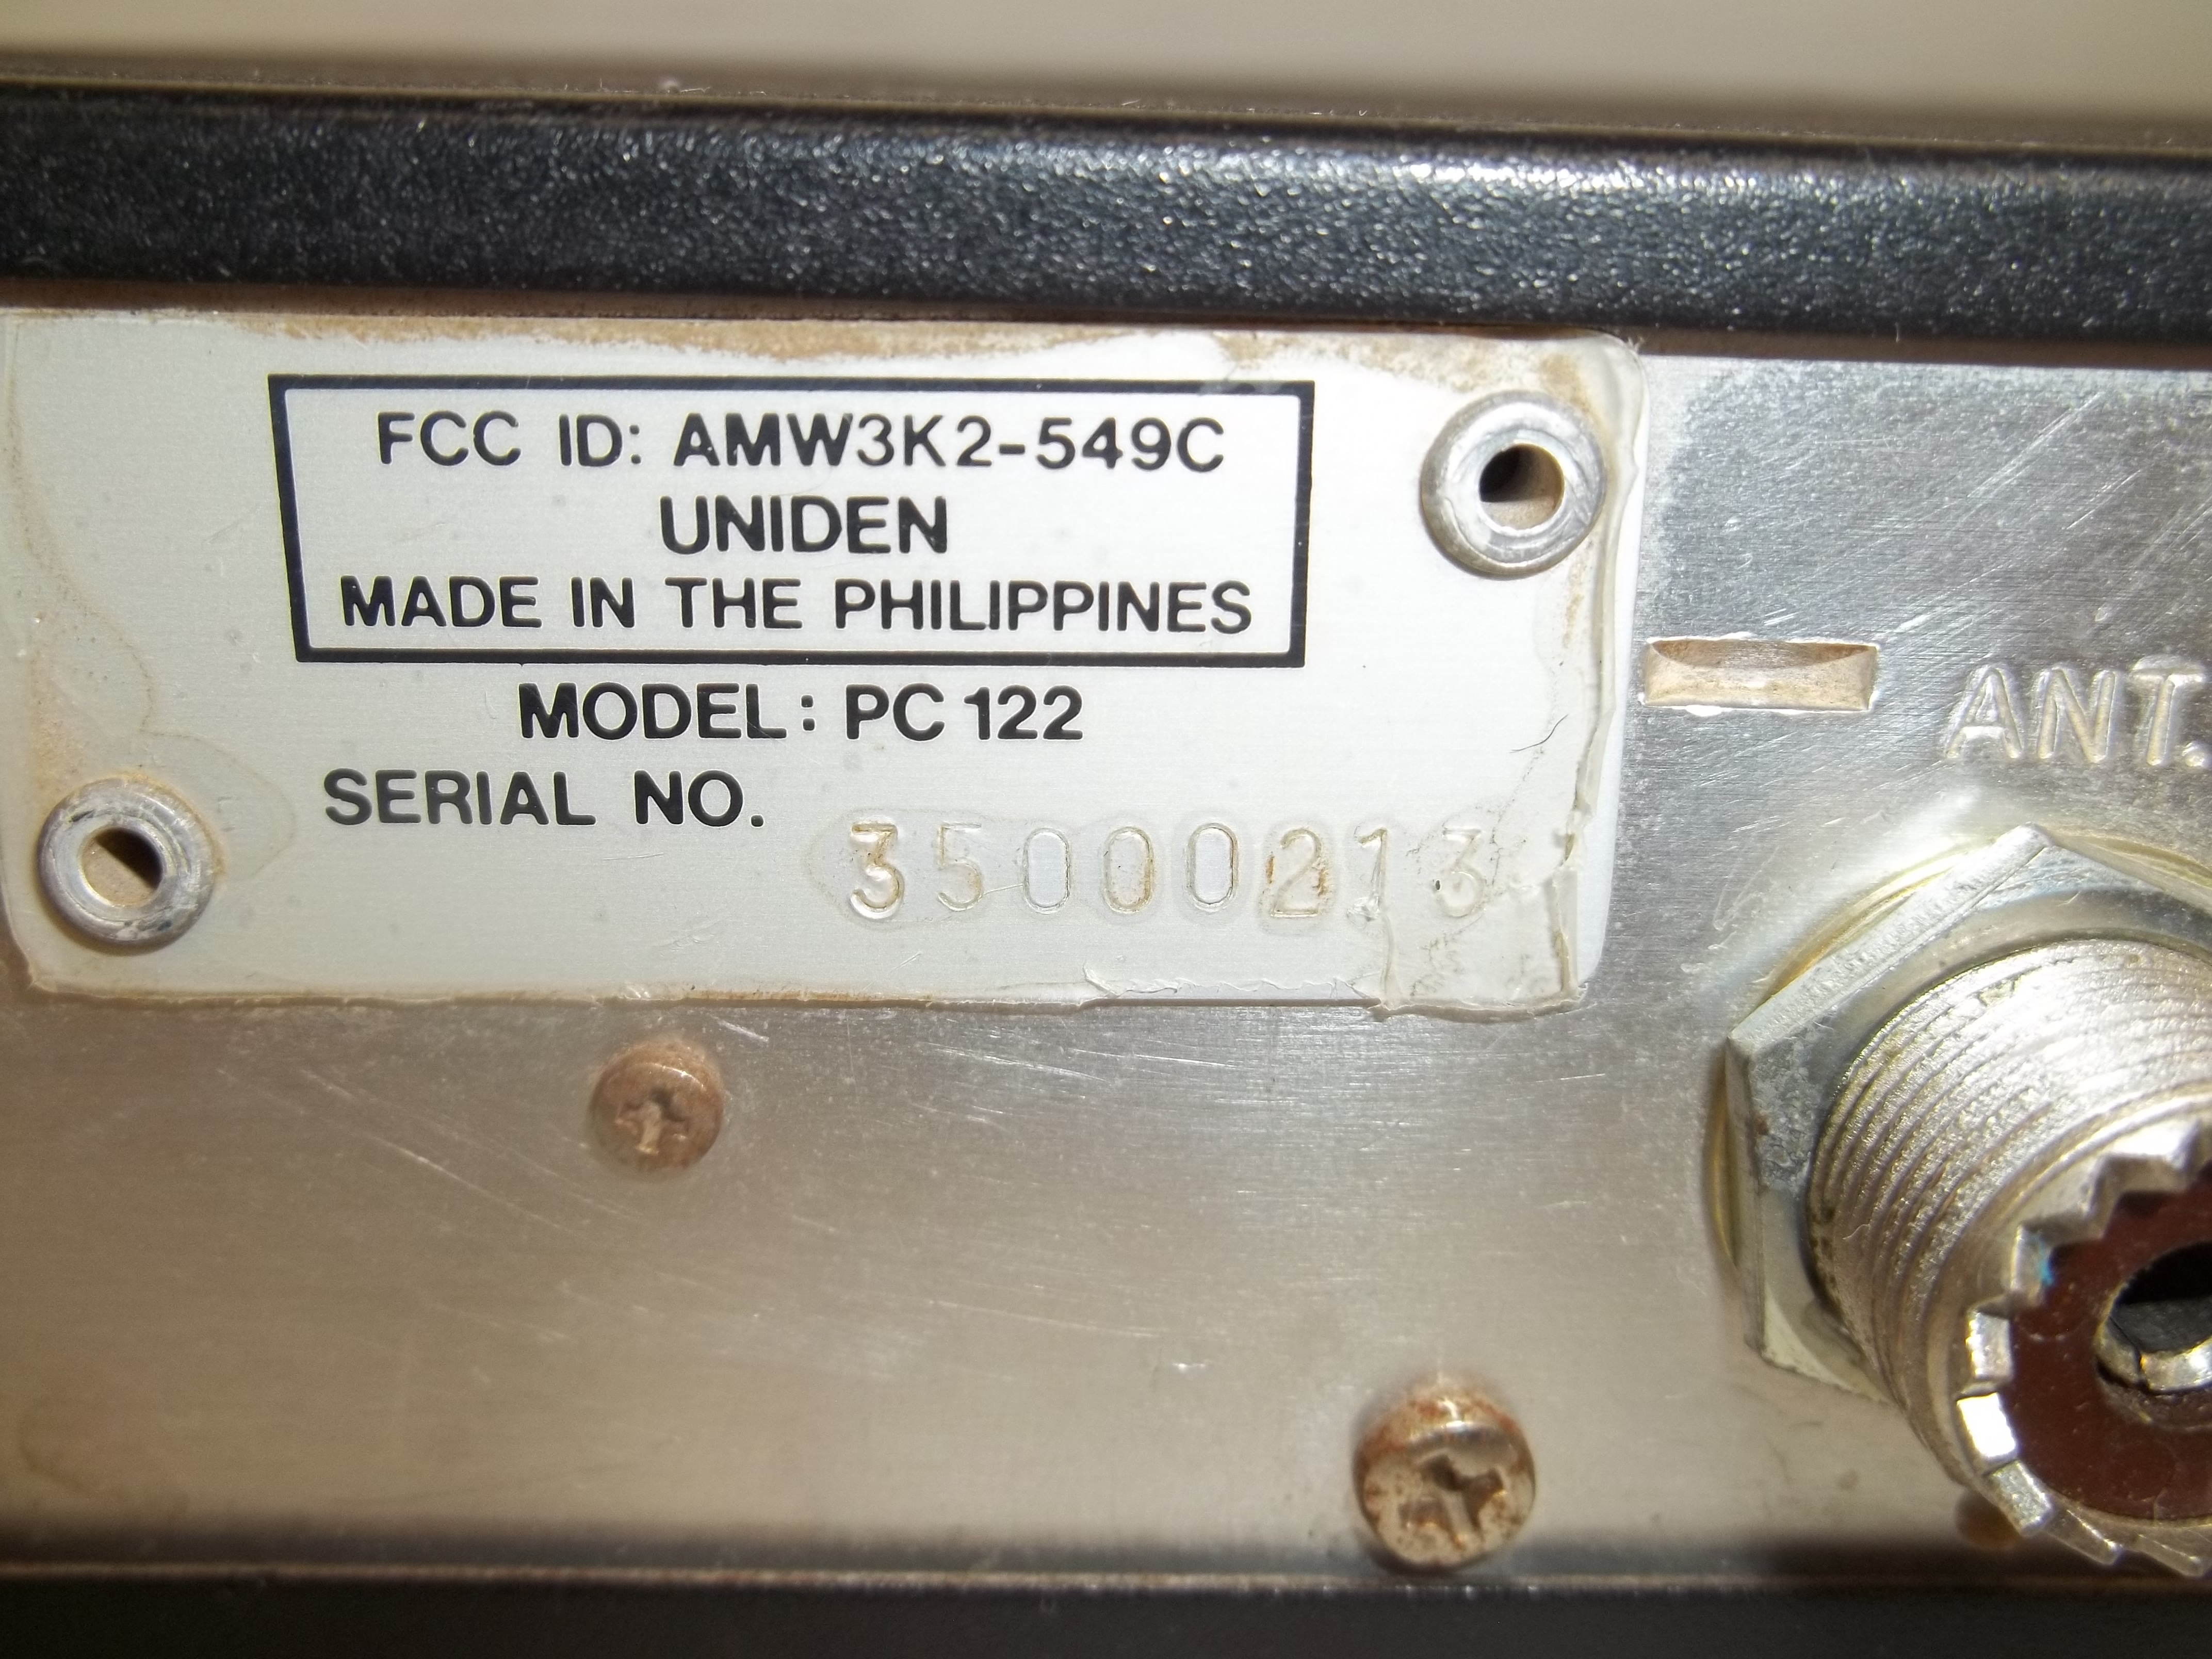 FCC ID: AMW3K2-549C
UNIDEN
MADE IN THE PHILIPPINES
MODEL: PC 122
SERIAL NO. 35000213
ANT.